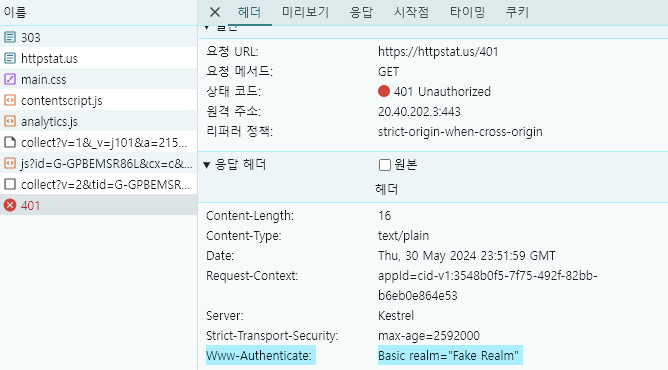 이름
헤더 미리보기 응답 시작점 타이밍 쿠키
303
httpstat.us
main.css
contentscript.js
analytics.js
collect?v=1&_v=j101&a=215...
js?id=G-GPBEMSR86L&cx=c&...
collect?v=2&tid=G-GPBEMSR...
401
요청 URL: https://httpstat.us/401
요청 메서드: GET
상태 코드: 401 Unauthorized
원격 주소: 20.40.202.3:443
리퍼러 정책: strict-origin-when-cross-origin
▼ 응답 헤더 원본
헤더
Content-Length: 16
Content-Type: text/plain
Date: Thu, 30 May 2024 23:51:59 GMT
Request-Context: appId=cid-v1:3548b0f5-7f75-492f-82bb-
b6eb0e864e53
Server: Kestrel
Strict-Transport-Security: max-age=2592000
Www-Authenticate: Basic realm="Fake Realm"